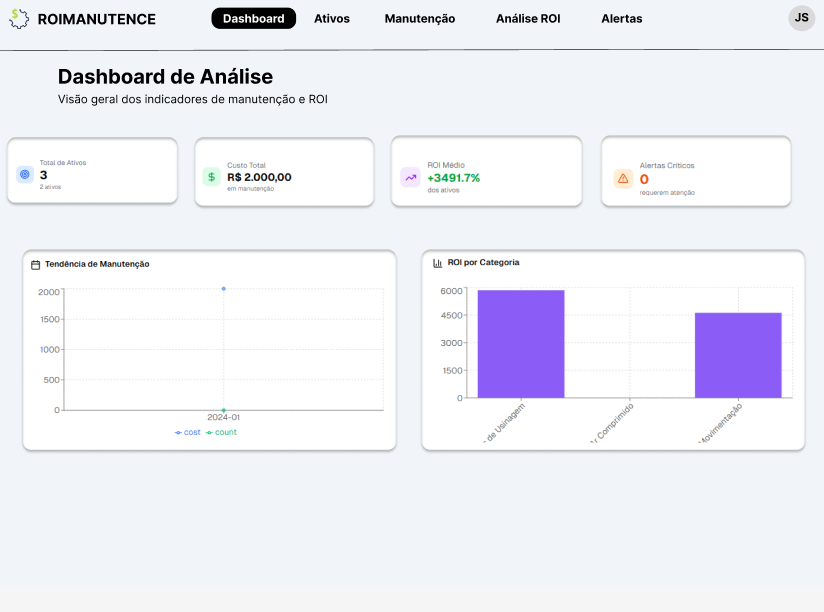 $
ROIMANUTENCE
Dashboard
Ativos
Manutenção
Análise ROI
Alertas
JS
Dashboard de Análise
Visão geral dos indicadores de manutenção e ROI
Total de Ativos
3
2 ativos
$
Custo Total
R$ 2.000,00
em manutenção
ROI Médio
+3491.7%
dos ativos
Alertas Críticos
0
requerem atenção
Tendência de Manutenção
2000
1500
1000
500
0
2024-01
cost
count
ROI por Categoria
6000
4500
3000
1500
0
de Usinagem
Comprimido
Movimentação